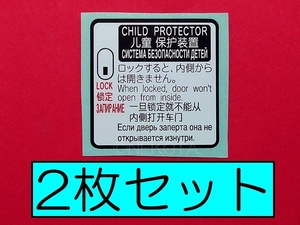 CHILD PROTECTOR
儿童 保护装置
СИСТЕМА БЕЗОПАСНОСТИ ДЕТЕЙ
ロックすると、内側から
は開きません。
LOCK
When locked, door won't
open from inside.
锁定
ЗАПИРАНИЕ
一旦锁定就不能从
内侧打开车门
Если дверь заперта она не
открывается изнутри.
2枚セット